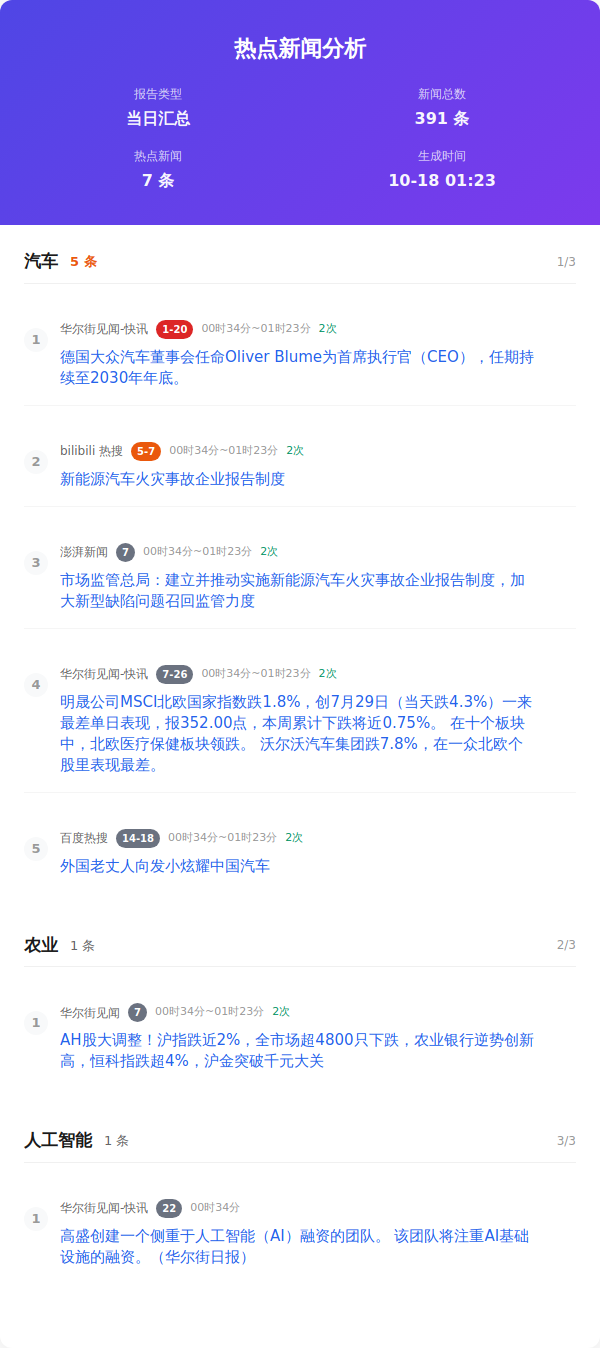 热点新闻分析
报告类型
当日汇总
新闻总数
391 条
热点新闻
7 条
生成时间
10-18 01:23
汽车 5 条 1/3
1
华尔街见闻-快讯 1-20 00时34分~01时23分 2次
德国大众汽车董事会任命Oliver Blume为首席执行官（CEO），任期持
续至2030年年底。
2
bilibili 热搜 5-7 00时34分~01时23分 2次
新能源汽车火灾事故企业报告制度
3
澎湃新闻 7 00时34分~01时23分 2次
市场监管总局：建立并推动实施新能源汽车火灾事故企业报告制度，加
大新型缺陷问题召回监管力度
4
华尔街见闻-快讯 7-26 00时34分~01时23分 2次
明晟公司MSCI北欧国家指数跌1.8%，创7月29日（当天跌4.3%）一来
最差单日表现，报352.00点，本周累计下跌将近0.75%。 在十个板块
中，北欧医疗保健板块领跌。 沃尔沃汽车集团跌7.8%，在一众北欧个
股里表现最差。
5
百度热搜 14-18 00时34分~01时23分 2次
外国老丈人向发小炫耀中国汽车
农业 1 条 2/3
1
华尔街见闻 7 00时34分~01时23分 2次
AH股大调整！沪指跌近2%，全市场超4800只下跌，农业银行逆势创新
高，恒科指跌超4%，沪金突破千元大关
人工智能 1 条 3/3
1
华尔街见闻-快讯 22 00时34分
高盛创建一个侧重于人工智能（AI）融资的团队。 该团队将注重AI基础
设施的融资。（华尔街日报）